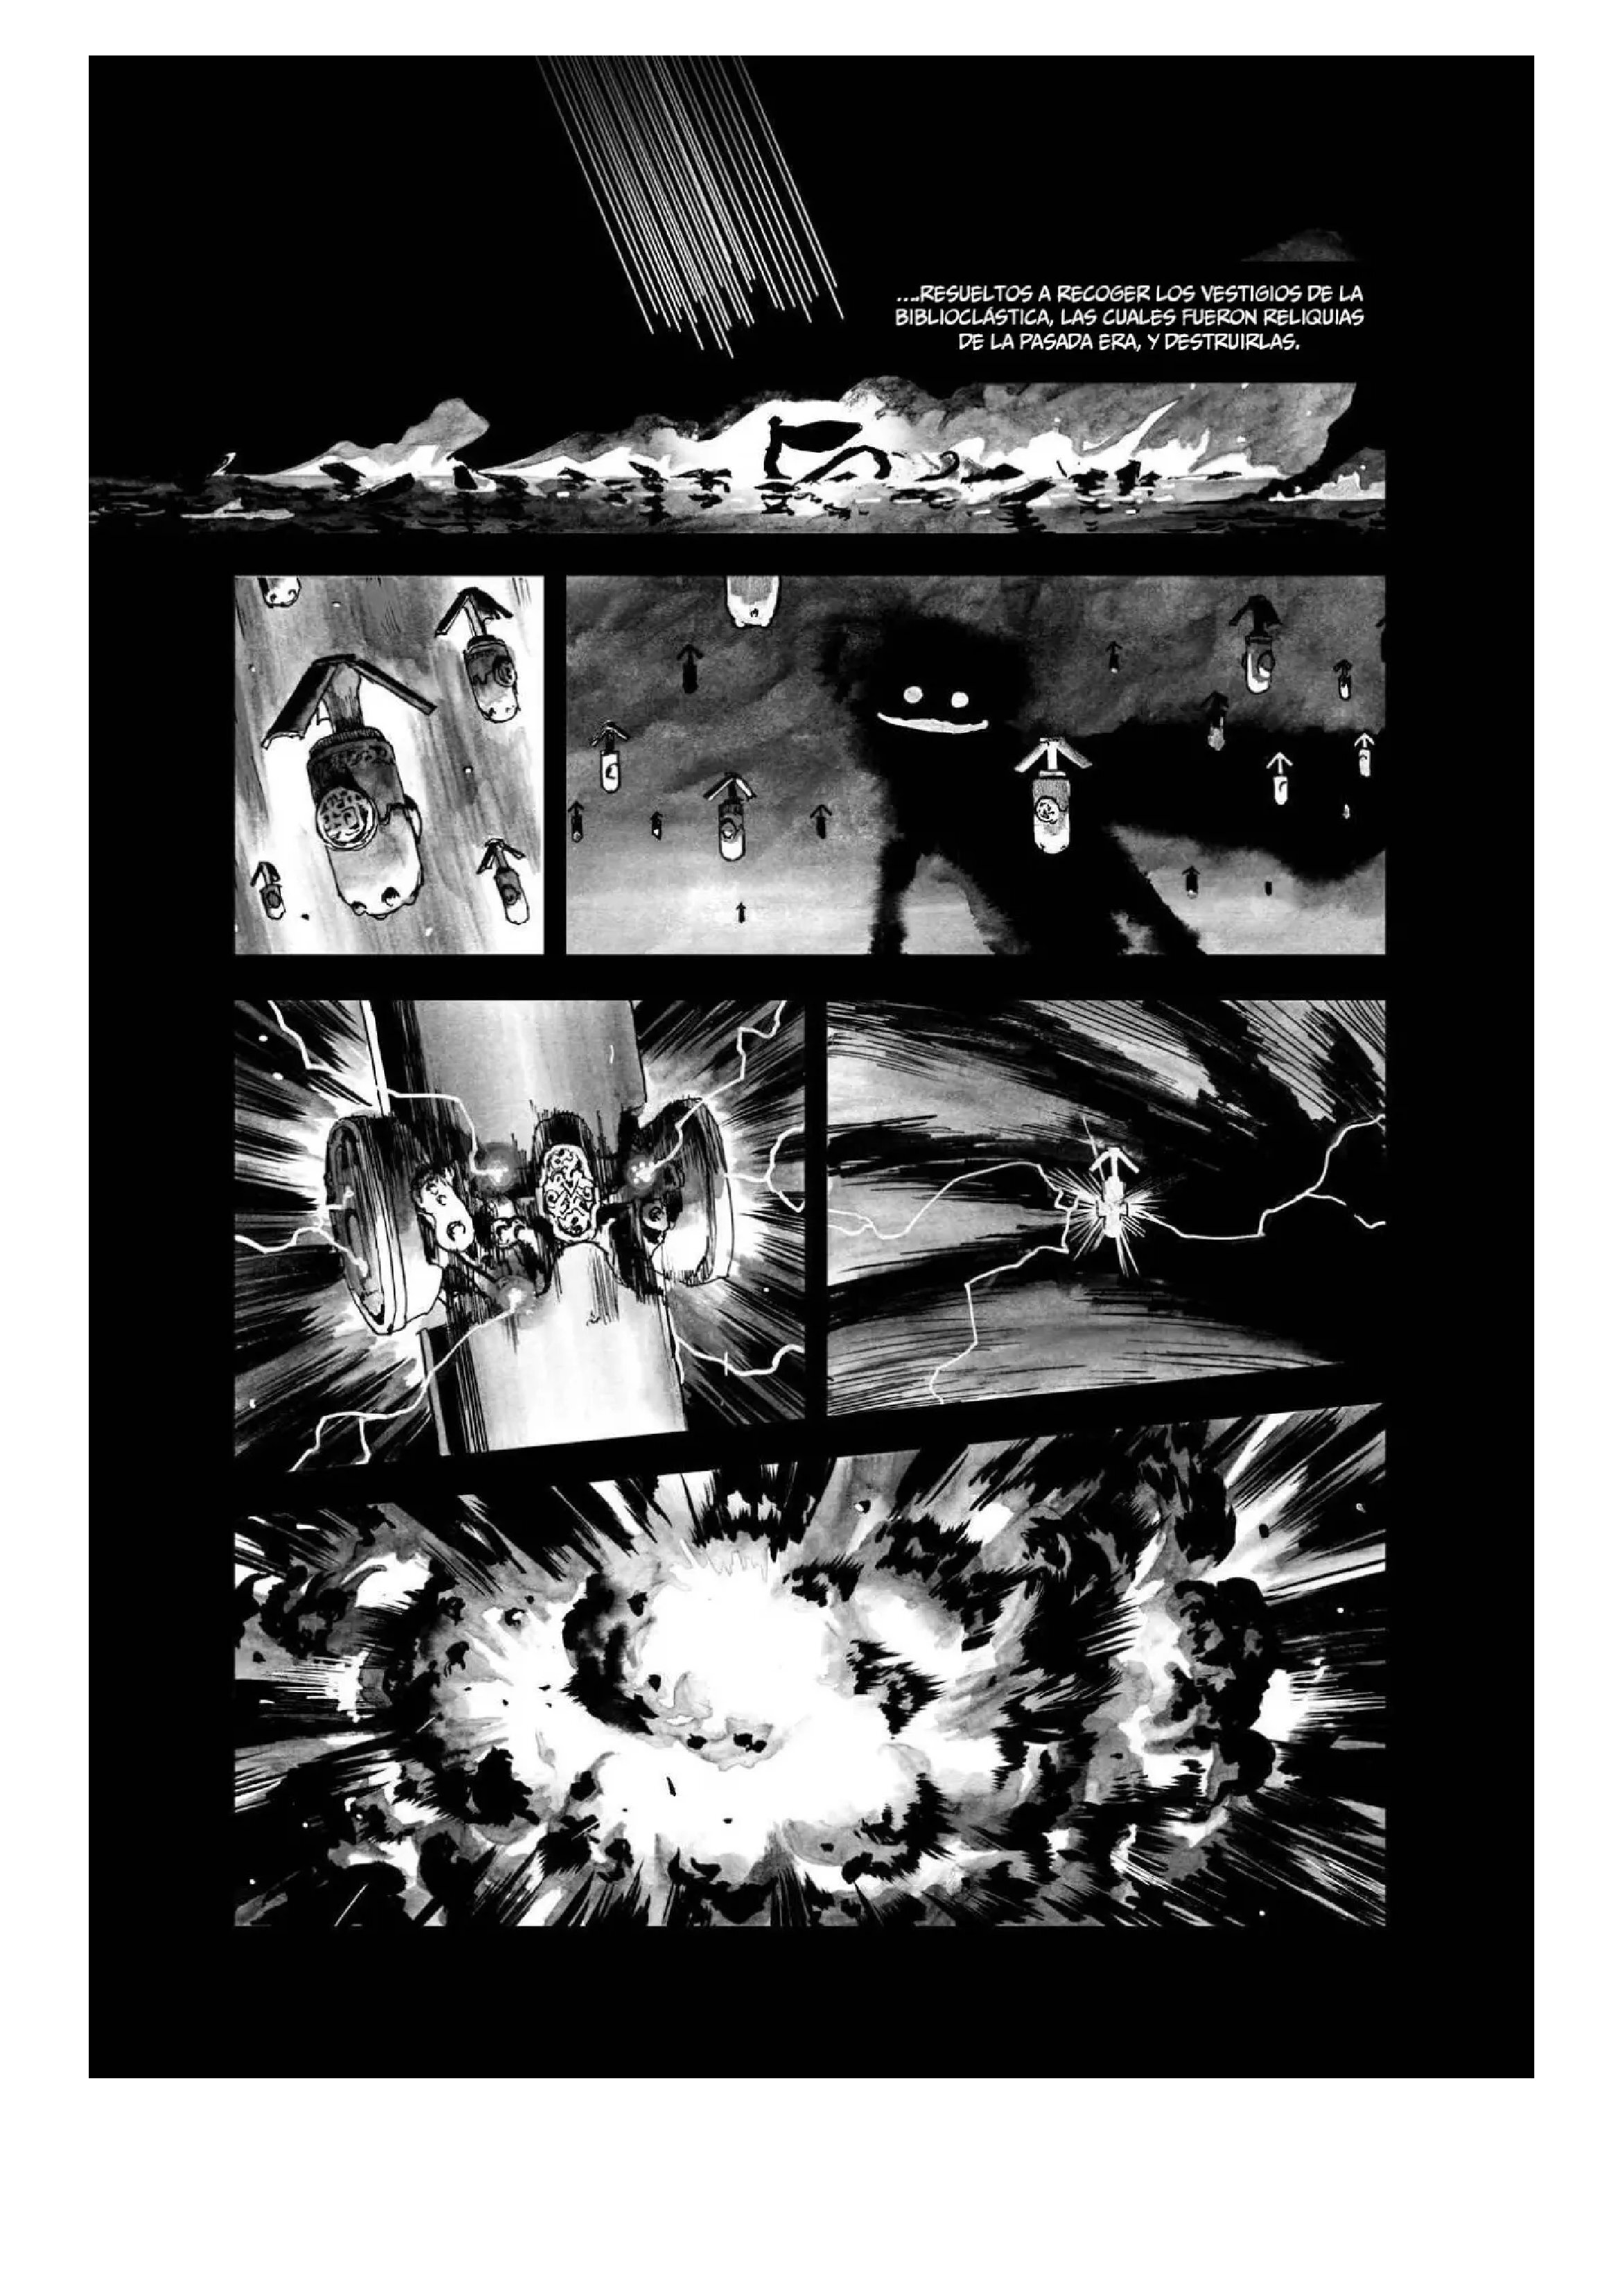 ....RESUELTOS A RECOGER LOS VESTIGIOS DE LA
BIBLIOCLÁSTICA, LAS CUALES FUERON RELIQUIAS
DE LA PASADA ERA, Y DESTRUIRLAS.